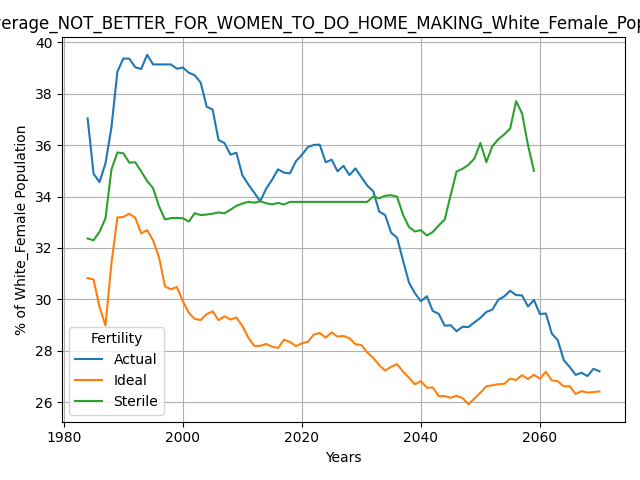 verage_NOT_BETTER_FOR_WOMEN_TO_DO_HOME_MAKING_White_Female_Pop
40
38
36
34
32
30
28
26
% of White_Female Population
1980
2000
2020
2040
2060
Years
Fertility
Actual
Ideal
Sterile